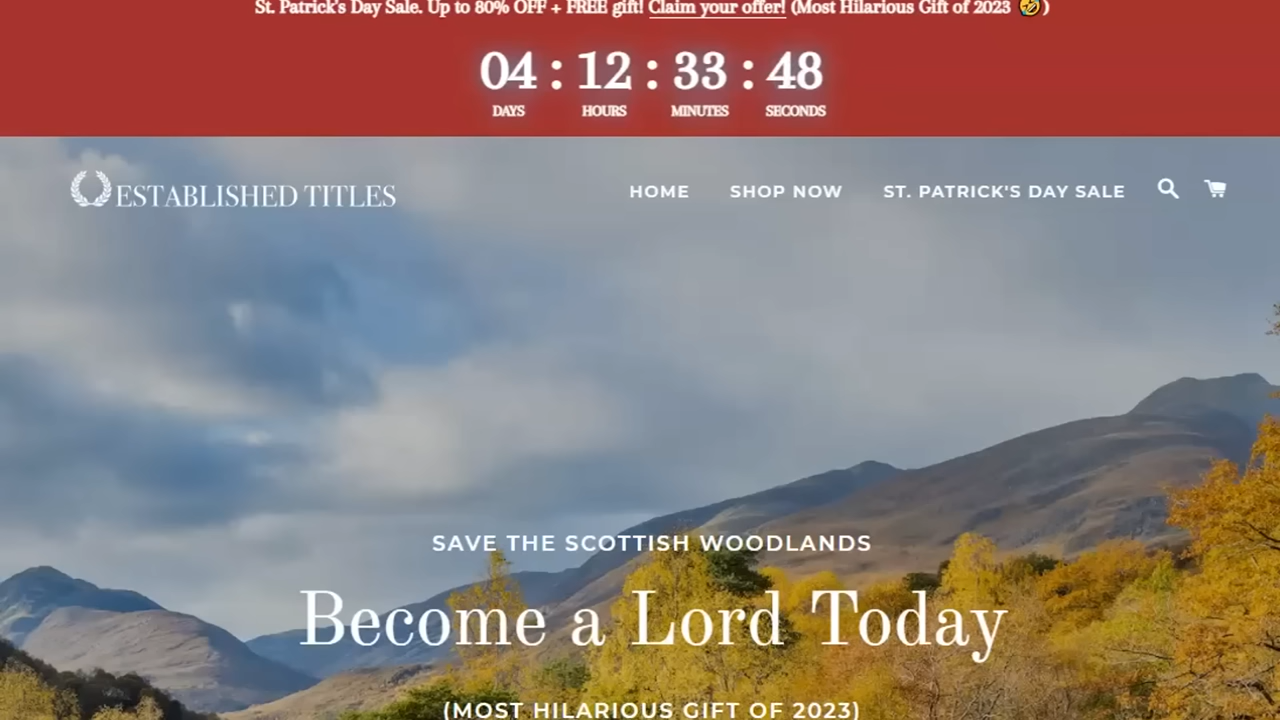 St. Patrick's Day Sale. Up to 80% OFF + FREE gift! Claim your offer! (Most Hilarious Gift of 2023 🤣)
04 : 12 : 33 : 48
DAYS HOURS MINUTES SECONDS
ESTABLISHED TITLES
HOME SHOP NOW ST. PATRICK'S DAY SALE
SAVE THE SCOTTISH WOODLANDS
Become a Lord Today
(MOST HILARIOUS GIFT OF 2023)